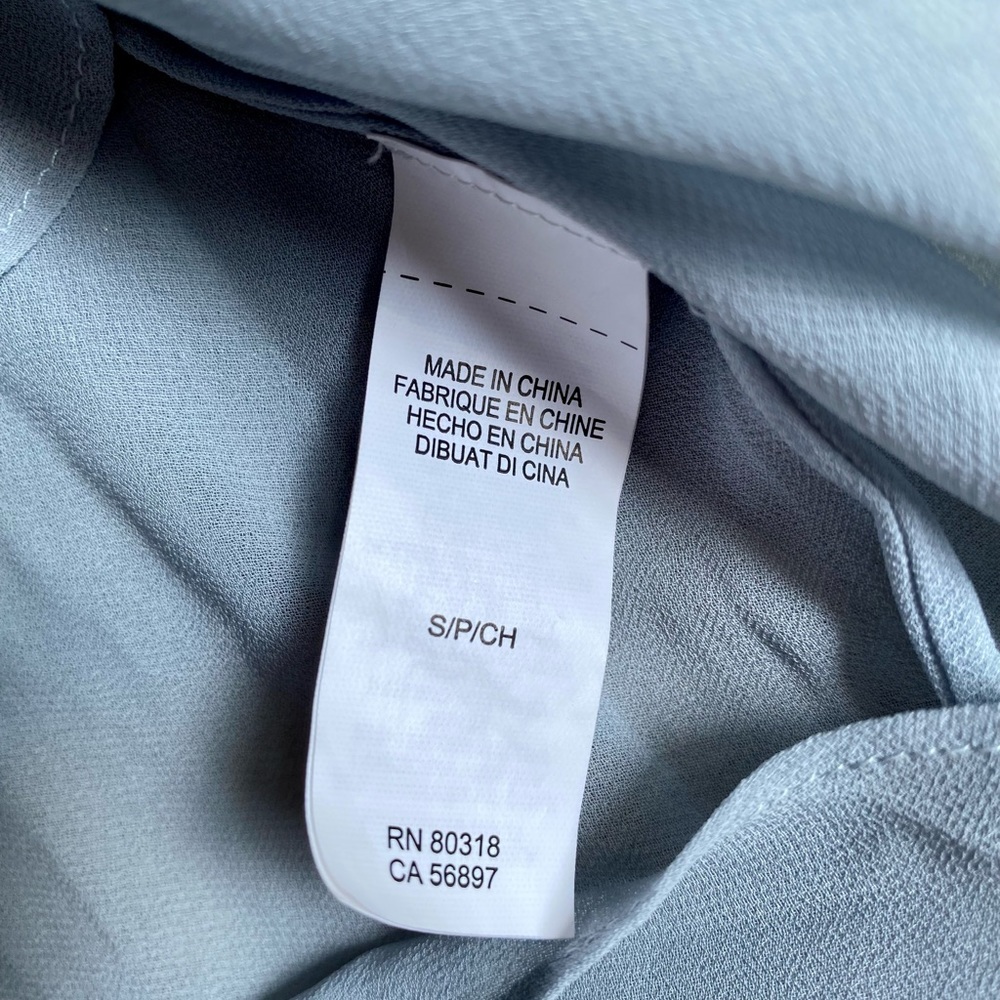 MADE IN CHINA
FABRIQUE EN CHINE
HECHO EN CHINA
DIBUAT DI CINA
S/P/CH
RN 80318
CA 56897